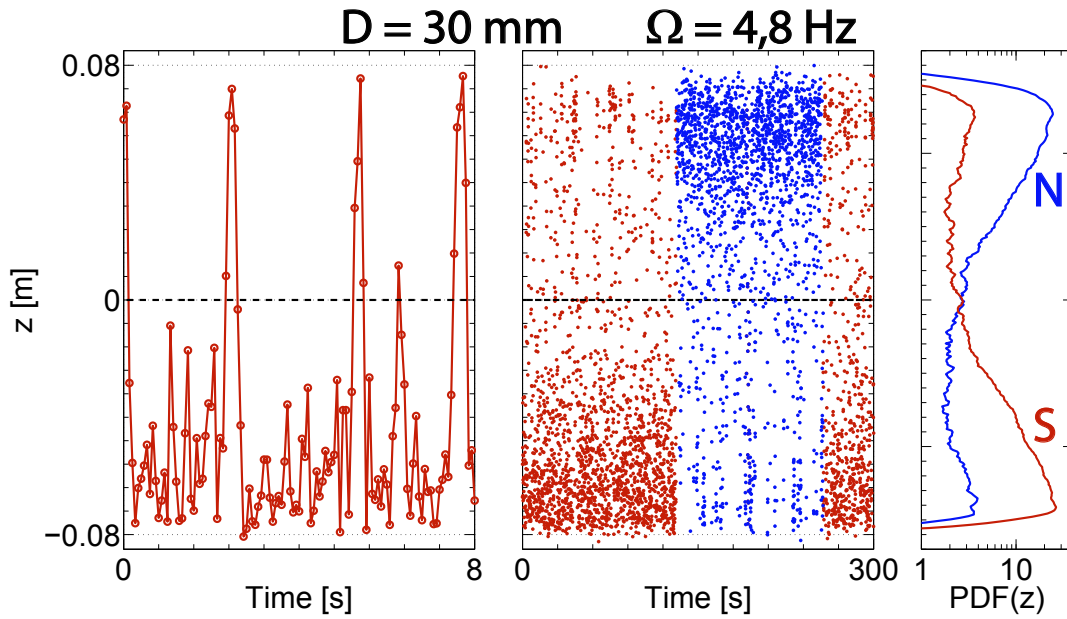 D = 30 mm Ω = 4,8 Hz
0.08
0
−0.08
z [m]
0 8
Time [s]
0 300
Time [s]
N
S
1 10
PDF(z)